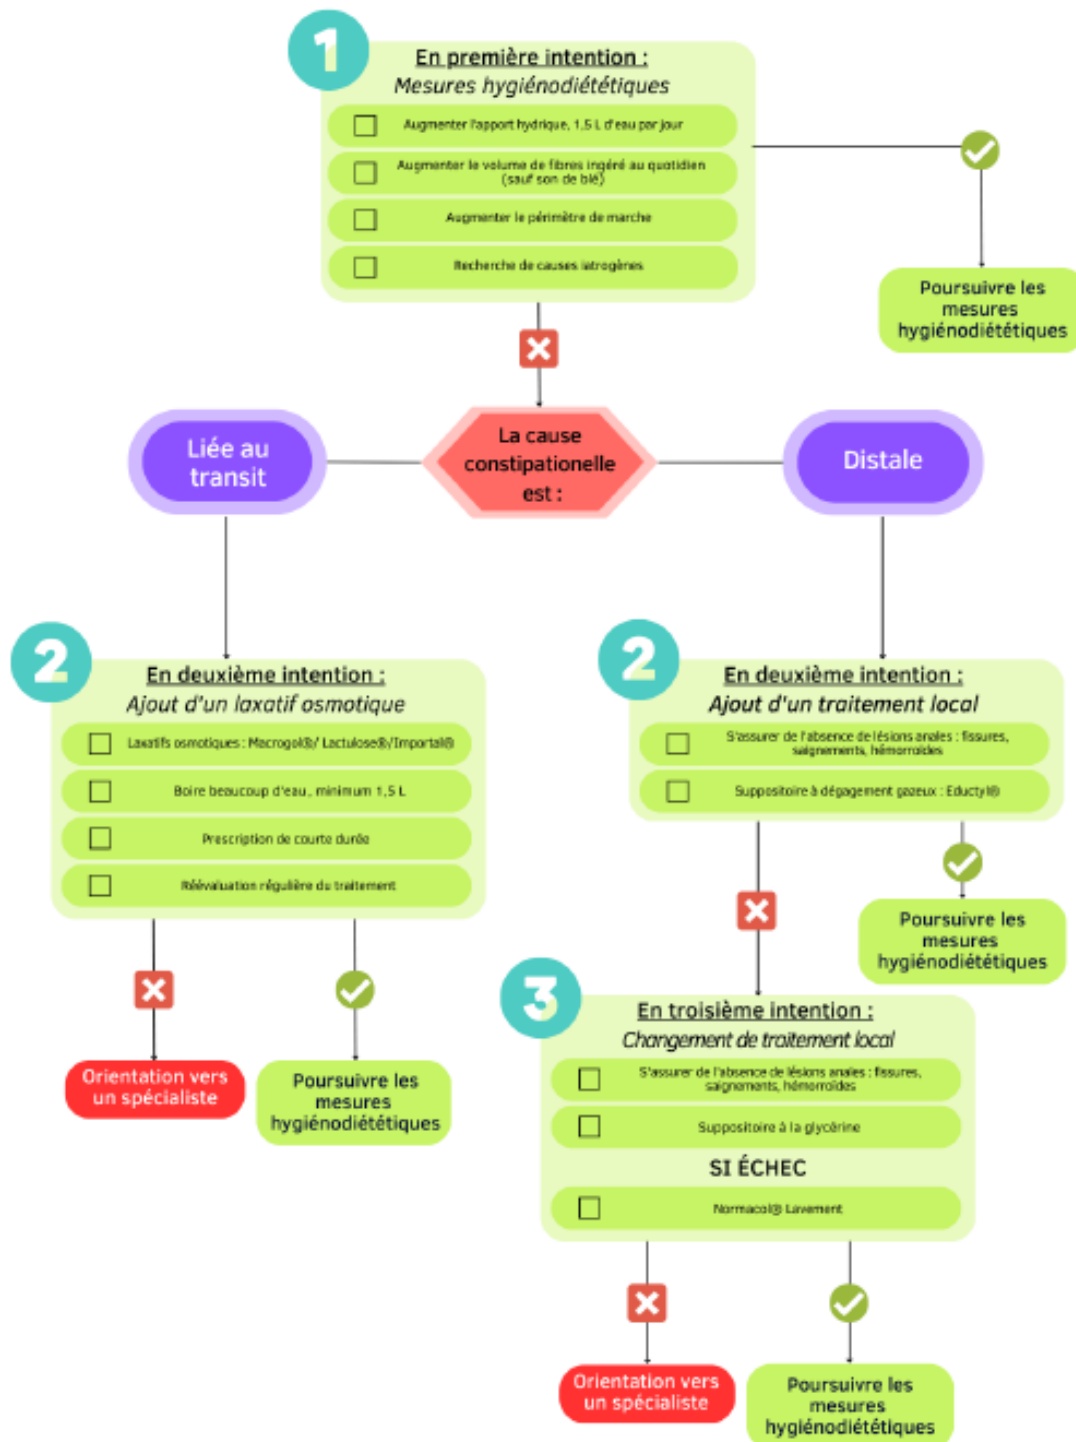 1
En première intention :
Mesures hygiénodiététiques
Augmenter l'apport hydrique, 1,5 L d'eau par jour
Augmenter le volume de fibres ingéré au quotidien
(sauf son de blé)
Augmenter le périmètre de marche
Recherche de causes iatrogènes
Poursuivre les
mesures
hygiénodiététiques
La cause
constipationelle
est :
Liée au
transit
Distale
2
En deuxième intention :
Ajout d'un laxatif osmotique
Laxatifs osmotiques : Macrogol®/ Lactulose®/Importal®
Boire beaucoup d'eau, minimum 1,5 L
Prescription de courte durée
Réévaluation régulière du traitement
Orientation vers
un spécialiste
Poursuivre les
mesures
hygiénodiététiques
2
En deuxième intention :
Ajout d'un traitement local
S'assurer de l'absence de lésions anales : fissures,
saignements, hémorroïdes
Suppositoire à dégagement gazeux : Eductyl®
Poursuivre les
mesures
hygiénodiététiques
3
En troisième intention :
Changement de traitement local
S'assurer de l'absence de lésions anales : fissures,
saignements, hémorroïdes
Suppositoire à la glycérine
SI ÉCHEC
Normacol® Lavement
Orientation vers
un spécialiste
Poursuivre les
mesures
hygiénodiététiques